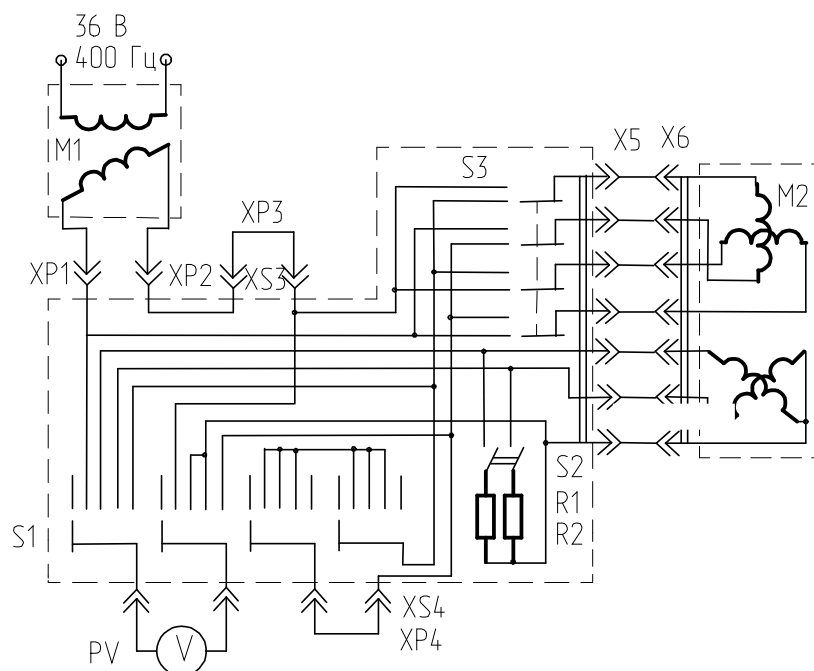 36 В
400 Гц
M1
XP3
S3
X5
X6
M2
XP1
XP2
XS3
S2
R1
R2
S1
XS4
XP4
PV
V